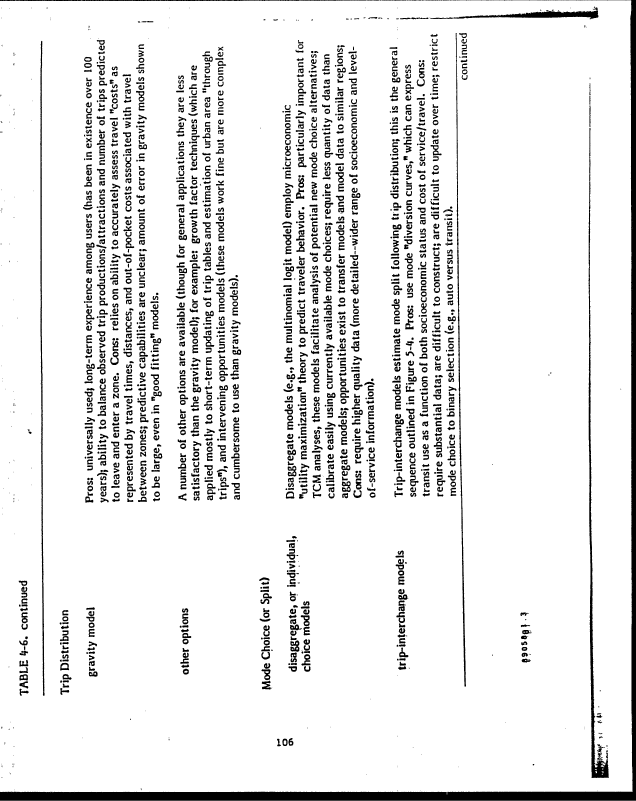 TABLE 4-6. continued
Trip Distribution
gravity model
Pros: universally used; long-term experience among users (has been in existence over 100
years); ability to balance observed trip productions/attractions and number of trips predicted
to leave and enter a zone. Cons: relies on ability to accurately assess travel "costs" as
represented by travel times, distances, and out-of-pocket costs associated with travel
between zones; predictive capabilities are unclear; amount of error in gravity models shown
to be large, even in "good fitting" models.
other options
A number of other options are available (though for general applications they are less
satisfactory than the gravity model); for example: growth factor techniques (which are
applied mostly to short-term updating of trip tables and estimation of urban area "through
trips"), and intervening opportunities models (these models work fine but are more complex
and cumbersome to use than gravity models).
Mode Choice (or Split)
disaggregate, or individual,
choice models
Disaggregate models (e.g., the multinomial logit model) employ microeconomic
"utility maximization" theory to predict traveler behavior. Pros: particularly important for
TCM analyses, these models facilitate analysis of potential new mode choice alternatives;
calibrate easily using currently available mode choices; require less quantity of data than
aggregate models; opportunities exist to transfer models and model data to similar regions;
Cons: require higher quality data (more detailed--wider range of socioeconomic and level-
of-service information).
trip-interchange models
Trip-interchange models estimate mode split following trip distribution; this is the general
sequence outlined in Figure 5-4. Pros: use mode "diversion curves," which can express
transit use as a function of both socioeconomic status and cost of service/travel. Cons:
require substantial data; are difficult to construct; are difficult to update over time; restrict
mode choice to binary selection (e.g., auto versus transit).
continued
106